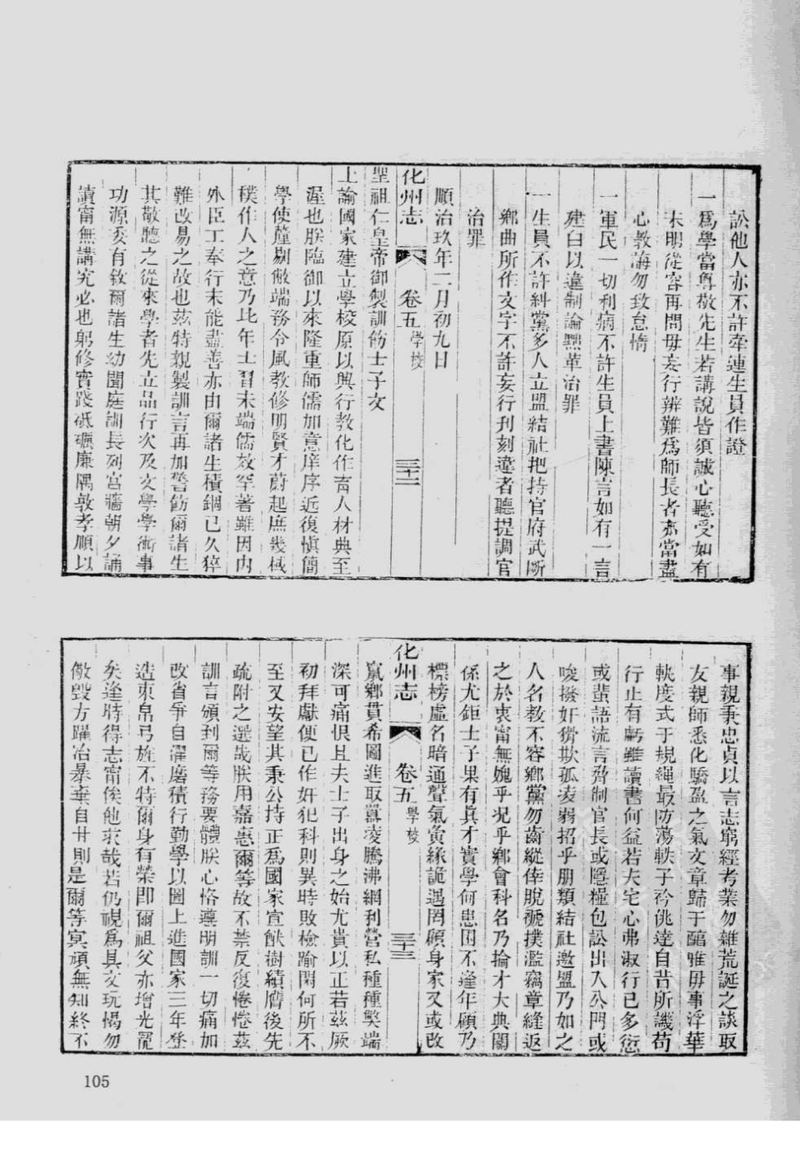 訟他人亦不許牽連生員作證
一爲學當尊敬先生若講說皆須誠心聽受如有
未明從容再問毋妄行辨難爲師長者亦當盡
心教誨勿致怠惰
一軍民一切利病不許生員上書陳言如有一言
建白以違制論黜革治罪
一生員不許糾黨多人立盟結社把持官府武斷
鄉曲所作文字不許妄行刊刻違者聽提調官
治罪
順治玖年二月初九日
化州志 卷五 學校 三十二
聖祖仁皇帝御製訓飭士子文
上諭國家建立學校原以興行教化作育人材典至
渥也朕臨御以來隆重師儒加意庠序近復慎簡
學使釐剔弊端務令風教修明賢才蔚起庶幾棫
樸作人之意乃比年士習未端儒效罕著雖因內
外臣工奉行未能盡善亦由爾諸生積錮已久猝
難改易之故也茲特親製訓言再加警飭爾諸生
其敬聽之從來學者先立品行次及文學學術事
功源委有敘爾諸生幼聞庭訓長列宮牆朝夕誦
讀甯無講究必也躬修實踐砥礪廉隅敦孝順以
事親秉忠貞以言志窮經考業勿雜荒誕之談取
友親師悉化驕盈之氣文章歸于醇雅毋事浮華
軌度式于規繩最防蕩軼子衿佻達自昔所譏苟
行止有虧雖讀書何益若夫宅心弗淑行已多愆
或蜚語流言脅制官長或隱糧包訟出入公門或
唆撥奸猾欺孤凌弱招乎朋類結社邀盟乃如之
人名教不容鄉黨勿齒縱倖脫褫撲濫竊章縫返
之於衷甯無媿乎況乎鄉會科名乃掄才大典關
係尤鉅士子果有真才實學何患困不逢年顧乃
標榜虛名暗通聲氣夤緣詭遇罔顧身家又或改
化州志 卷五 學校 三十三
竄鄉貫希圖進取囂凌騰沸網利營私種種獘端
深可痛恨且夫士子出身之始尤貴以正若茲厥
初拜獻便已作奸犯科則異時敗檢踰閑何所不
至又安望其秉公持正爲國家宣猷樹績膺後先
疏附之選哉朕用嘉惠爾等故不禁反復惓惓茲
訓言頒到爾等務要體朕心恪遵明訓一切痛加
改省爭自濯磨積行勤學以圖上進國家三年登
造東帛弓旌不特爾身有榮即爾祖父亦增光寵
矣逢時得志甯俟他求哉若仍視爲具文玩愒勿
儆毀方躍冶暴棄自甘則是爾等冥頑無知終不
105